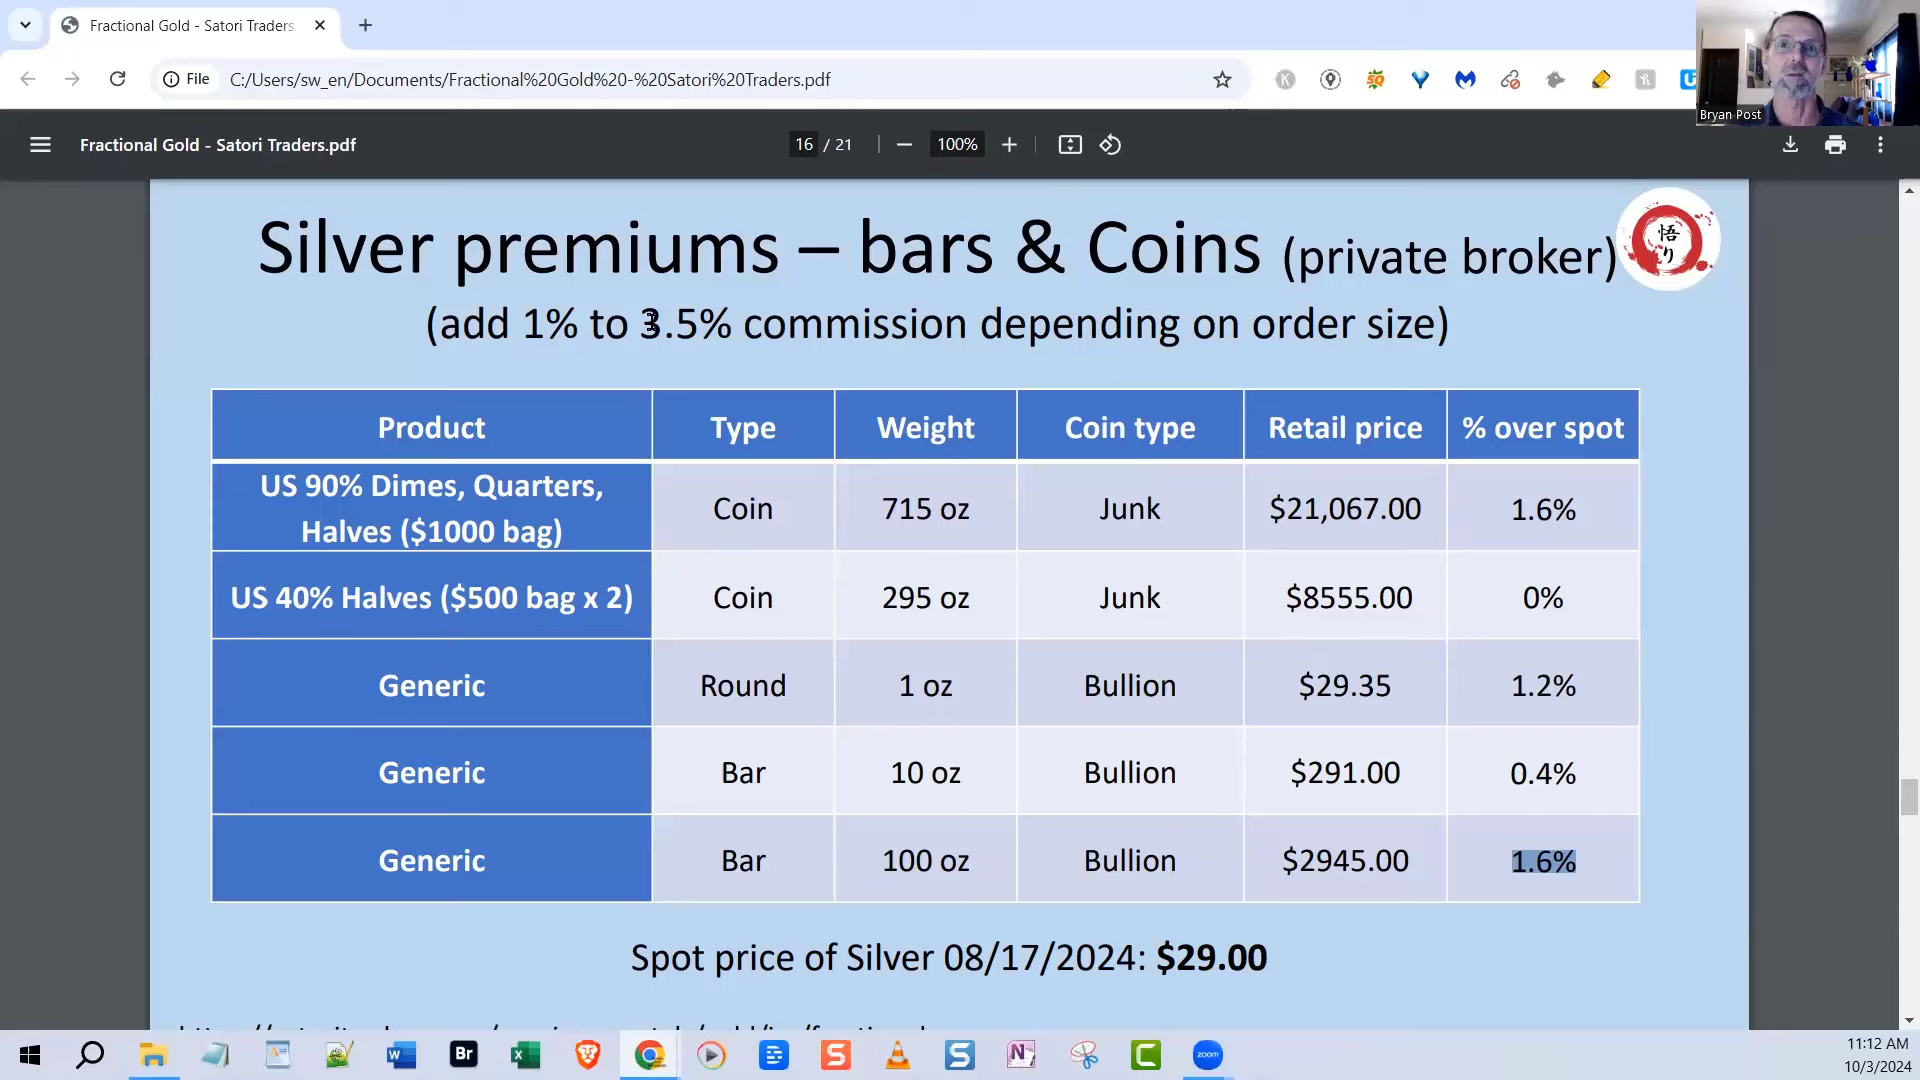 Fractional Gold - Satori Traders.
File
C:/Users/sw_en/Documents/Fractional%20Gold%20-%20Satori%20Traders.pdf
Bryan Post
Fractional Gold - Satori Traders.pdf
16 / 21
100%
Silver premiums – bars & Coins (private broker)
悟り
(add 1% to 3.5% commission depending on order size)
Product Type Weight Coin type Retail price % over spot
US 90% Dimes, Quarters,
Halves ($1000 bag) Coin 715 oz Junk $21,067.00 1.6%
US 40% Halves ($500 bag x 2) Coin 295 oz Junk $8555.00 0%
Generic Round 1 oz Bullion $29.35 1.2%
Generic Bar 10 oz Bullion $291.00 0.4%
Generic Bar 100 oz Bullion $2945.00 1.6%
Spot price of Silver 08/17/2024: $29.00
11:12 AM
10/3/2024